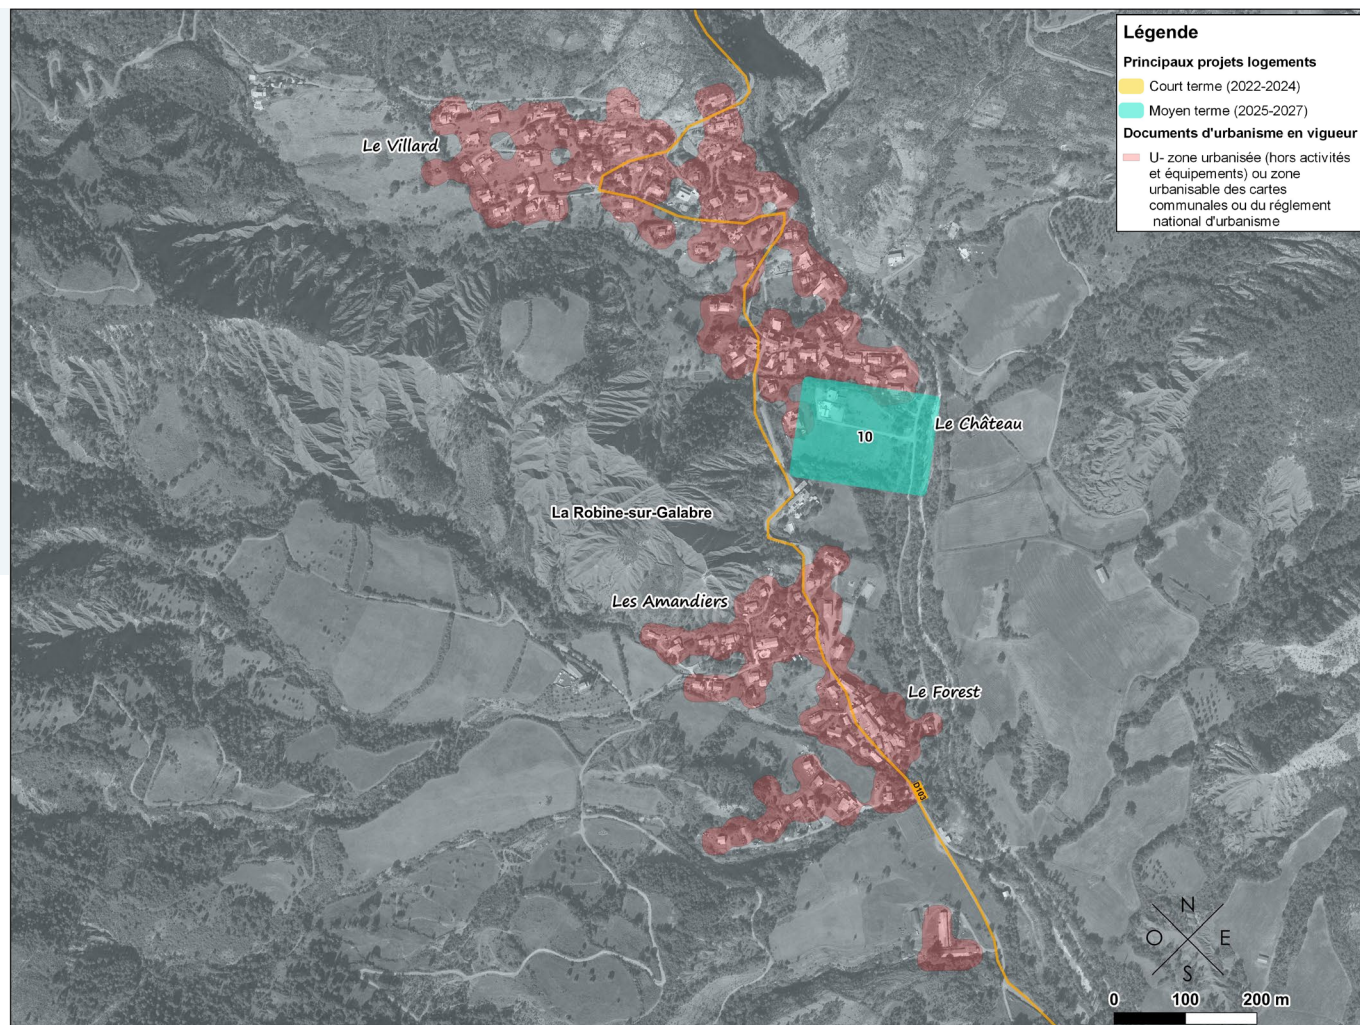 Légende
Principaux projets logements
Court terme (2022-2024)
Moyen terme (2025-2027)
Documents d'urbanisme en vigueur
U- zone urbanisée (hors activités
et équipements) ou zone
urbanisable des cartes
communales ou du réglement
national d'urbanisme
Le Villard
Le Château
10
La Robine-sur-Galabre
Les Amandiers
Le Forest
D103
N
O E
S
0 100 200 m